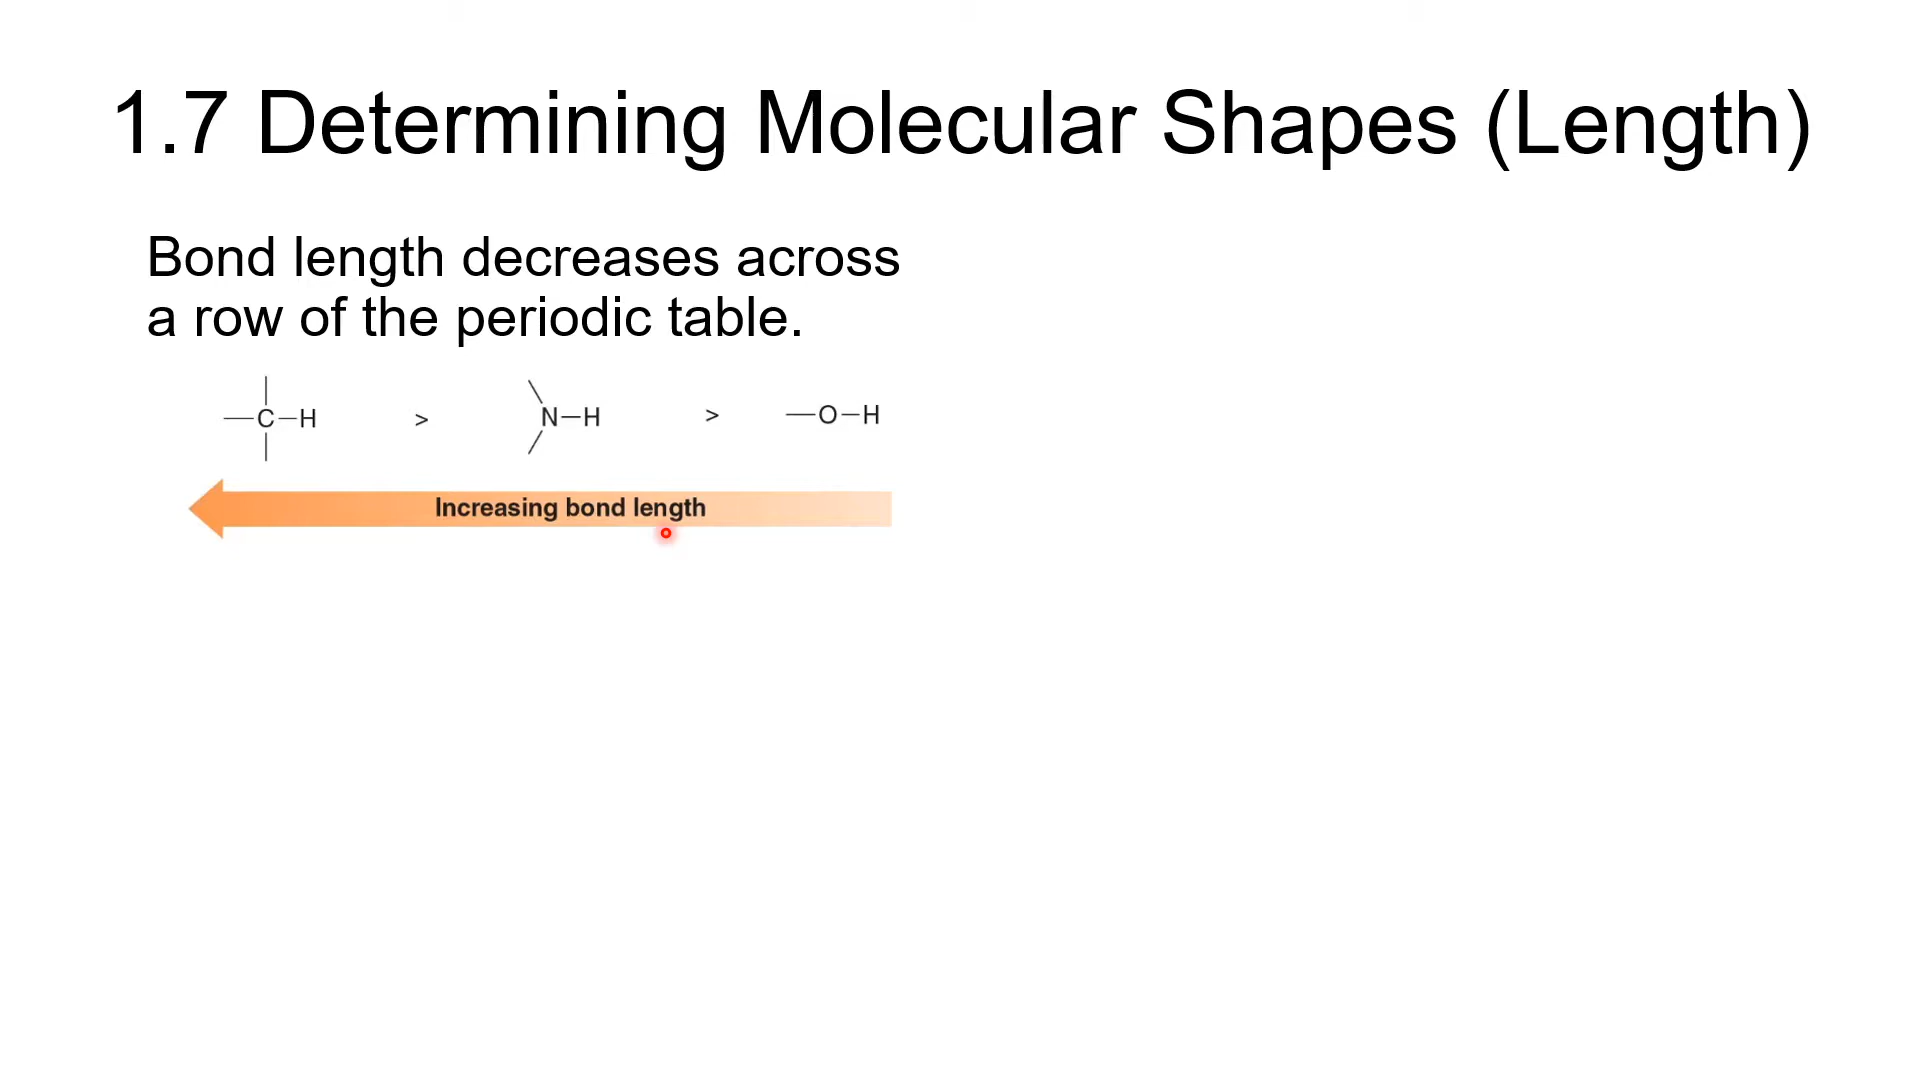 1.7 Determining Molecular Shapes (Length)
Bond length decreases across
a row of the periodic table.
C–H > N–H > O–H
Increasing bond length